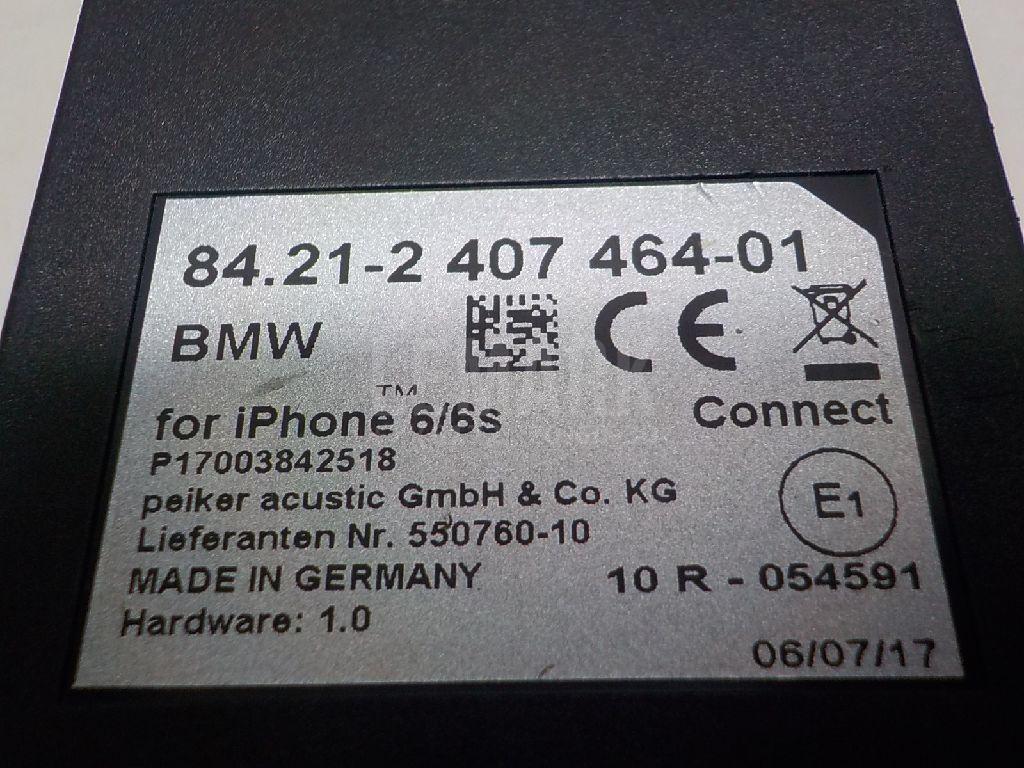 84.21-2 407 464-01
BMW
CE
TM
for iPhone 6/6s
Connect
P17003842518
peiker acustic GmbH & Co. KG
E1
Lieferanten Nr. 550760-10
MADE IN GERMANY
10 R - 054591
Hardware: 1.0
06/07/17